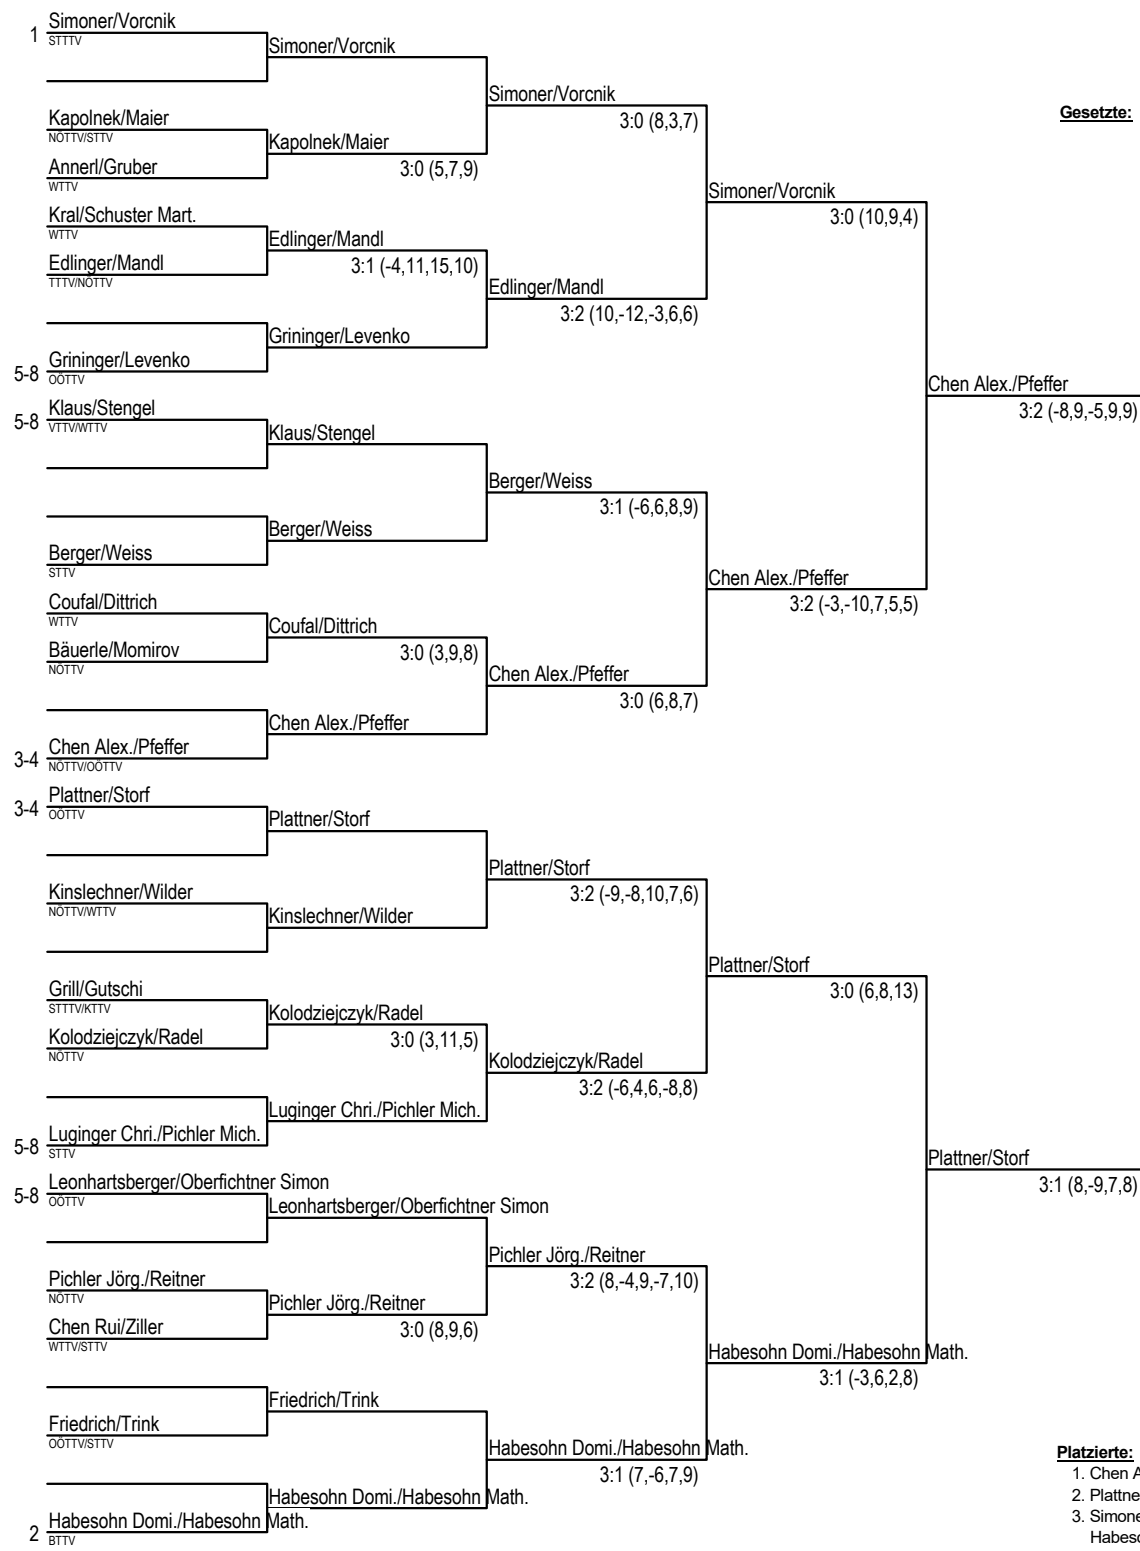 Simoner/Vorcnik
1
STTTV
Simoner/Vorcnik
Simoner/Vorcnik
3:0 (8,3,7)
Gesetzte:
Kapolnek/Maier
NÖTTV/STTV
Kapolnek/Maier
3:0 (5,7,9)
Annerl/Gruber
WTTV
Simoner/Vorcnik
3:0 (10,9,4)
Kral/Schuster Mart.
WTTV
Edlinger/Mandl
3:1 (-4,11,15,10)
Edlinger/Mandl
TTTV/NÖTTV
Edlinger/Mandl
3:2 (10,-12,-3,6,6)
Grininger/Levenko
Grininger/Levenko
5-8
OÖTTV
Chen Alex./Pfeffer
3:2 (-8,9,-5,9,9)
Klaus/Stengel
5-8
VTTV/WTTV
Klaus/Stengel
Berger/Weiss
3:1 (-6,6,8,9)
Berger/Weiss
Berger/Weiss
STTV
Chen Alex./Pfeffer
3:2 (-3,-10,7,5,5)
Coufal/Dittrich
WTTV
Coufal/Dittrich
3:0 (3,9,8)
Bäuerle/Momirov
NÖTTV
Chen Alex./Pfeffer
3:0 (6,8,7)
Chen Alex./Pfeffer
Chen Alex./Pfeffer
3-4
NÖTTV/OÖTTV
Plattner/Storf
3-4
OÖTTV
Plattner/Storf
Plattner/Storf
3:2 (-9,-8,10,7,6)
Kinslechner/Wilder
NÖTTV/WTTV
Kinslechner/Wilder
Plattner/Storf
3:0 (6,8,13)
Grill/Gutschi
STTTV/KTTV
Kolodziejczyk/Radel
3:0 (3,11,5)
Kolodziejczyk/Radel
NÖTTV
Kolodziejczyk/Radel
3:2 (-6,4,6,-8,8)
Luginger Chri./Pichler Mich.
Luginger Chri./Pichler Mich.
5-8
STTV
Plattner/Storf
3:1 (8,-9,7,8)
Leonhartsberger/Oberfichtner Simon
5-8
OÖTTV
Leonhartsberger/Oberfichtner Simon
Pichler Jörg./Reitner
3:2 (8,-4,9,-7,10)
Pichler Jörg./Reitner
NÖTTV
Pichler Jörg./Reitner
3:0 (8,9,6)
Chen Rui/Ziller
WTTV/STTV
Habesohn Domi./Habesohn Math.
3:1 (-3,6,2,8)
Friedrich/Trink
Friedrich/Trink
OÖTTV/STTV
Habesohn Domi./Habesohn Math.
3:1 (7,-6,7,9)
Habesohn Domi./Habesohn Math.
Habesohn Domi./Habesohn Math.
2
BTTV
Platzierte:
1. Chen A
2. Plattne
3. Simone
Habeso